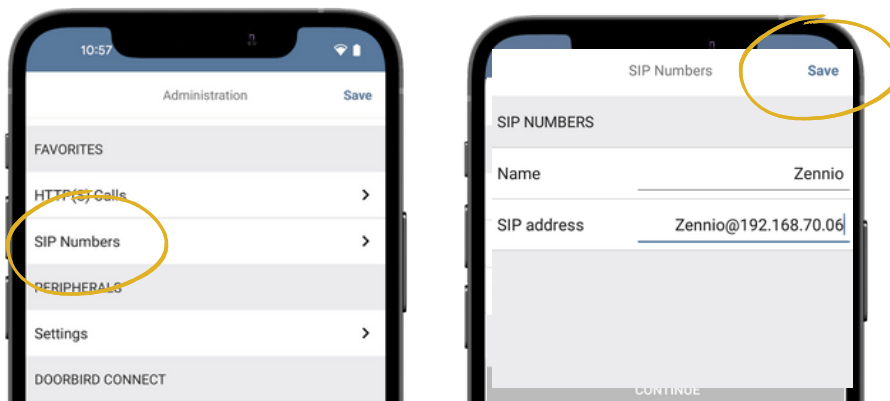 10:57
Administration Save
FAVORITES
HTTP(S) Calls
SIP Numbers
PERIPHERALS
Settings
DOORBIRD CONNECT
SIP Numbers Save
SIP NUMBERS
Name Zennio
SIP address Zennio@192.168.70.06
CONTINUE